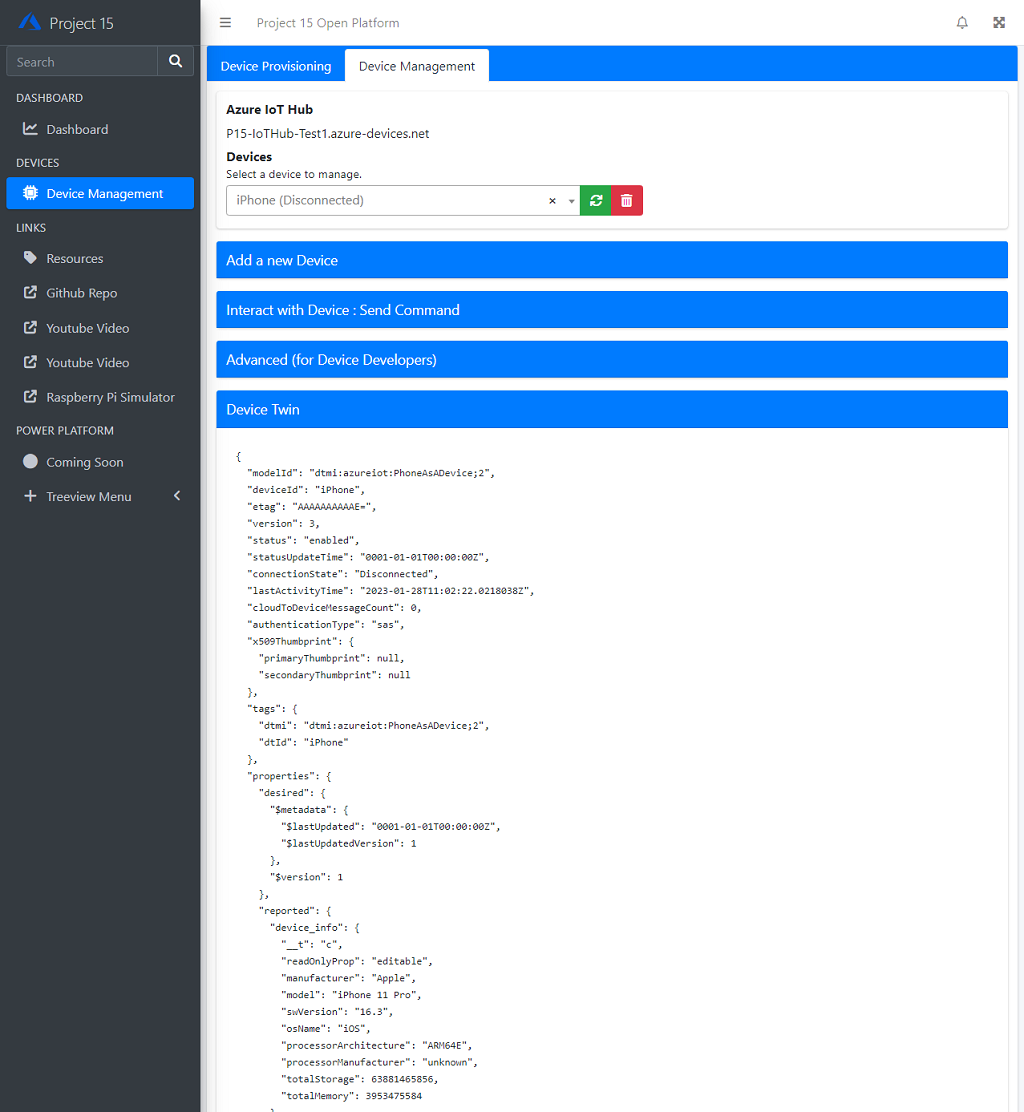 Project 15
Project 15 Open Platform
Search
DASHBOARD
Dashboard
DEVICES
Device Management
LINKS
Resources
Github Repo
Youtube Video
Youtube Video
Raspberry Pi Simulator
POWER PLATFORM
Coming Soon
Treeview Menu
Device Provisioning
Device Management
Azure IoT Hub
P15-IoTHub-Test1.azure-devices.net
Devices
Select a device to manage.
iPhone (Disconnected)
Add a new Device
Interact with Device : Send Command
Advanced (for Device Developers)
Device Twin
{
"modelId": "dtmi:azureiot:PhoneAsADevice;2",
"deviceId": "iPhone",
"etag": "AAAAAAAAAAE=",
"version": 3,
"status": "enabled",
"statusUpdateTime": "0001-01-01T00:00:00Z",
"connectionState": "Disconnected",
"lastActivityTime": "2023-01-28T11:02:22.0218038Z",
"cloudToDeviceMessageCount": 0,
"authenticationType": "sas",
"x509Thumbprint": {
"primaryThumbprint": null,
"secondaryThumbprint": null
},
"tags": {
"dtmi": "dtmi:azureiot:PhoneAsADevice;2",
"dtId": "iPhone"
},
"properties": {
"desired": {
"$metadata": {
"$lastUpdated": "0001-01-01T00:00:00Z",
"$lastUpdatedVersion": 1
},
"$version": 1
},
"reported": {
"device_info": {
"__t": "c",
"readOnlyProp": "editable",
"manufacturer": "Apple",
"model": "iPhone 11 Pro",
"swVersion": "16.3",
"osName": "iOS",
"processorArchitecture": "ARM64E",
"processorManufacturer": "unknown",
"totalStorage": 63881465856,
"totalMemory": 3953475584